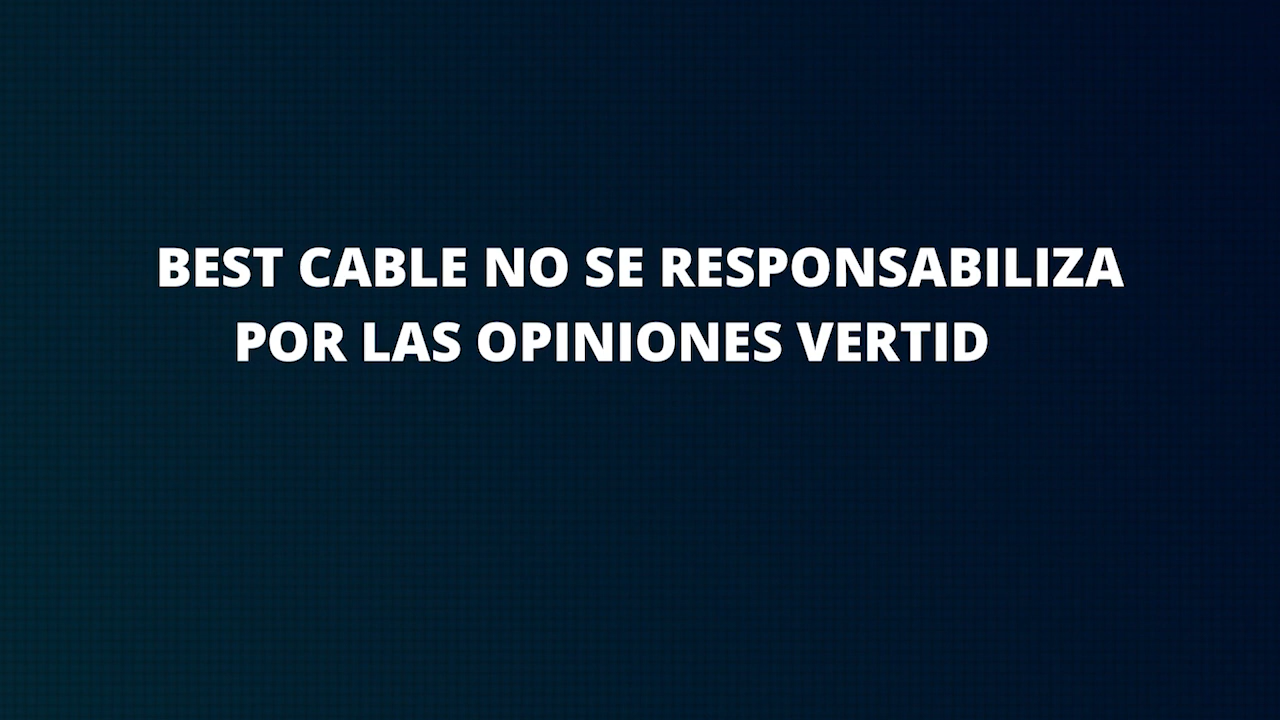 BEST CABLE NO SE RESPONSABILIZA
POR LAS OPINIONES VERTID